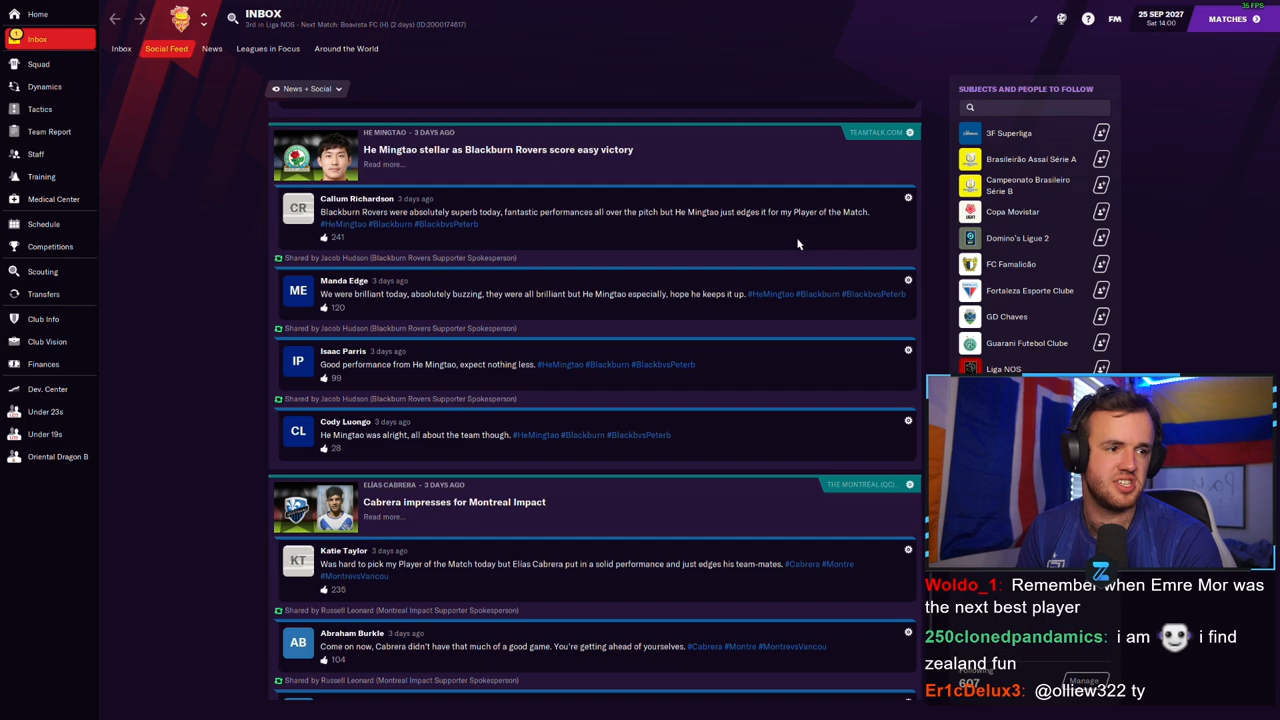 35 FPS
INBOX
3rd in Liga NOS - Next Match: Boavista FC (H) (2 days) (ID:2000174617)
FM
25 SEP 2027
Sat 14:00
MATCHES
Home
1
Inbox
Squad
Dynamics
Tactics
Team Report
Staff
Training
Medical Center
Schedule
Competitions
Scouting
Transfers
Club Info
Club Vision
Finances
Dev. Center
Under 23s
Under 19s
Oriental Dragon B
Inbox
Social Feed
News
Leagues in Focus
Around the World
News + Social
HE MINGTAO - 3 DAYS AGO
TEAMTALK.COM
He Mingtao stellar as Blackburn Rovers score easy victory
Read more...
CR
Callum Richardson 3 days ago
Blackburn Rovers were absolutely superb today, fantastic performances all over the pitch but He Mingtao just edges it for my Player of the Match.
#HeMingtao #Blackburn #BlackbvsPeterb
241
Shared by Jacob Hudson (Blackburn Rovers Supporter Spokesperson)
ME
Manda Edge 3 days ago
We were brilliant today, absolutely buzzing, they were all brilliant but He Mingtao especially, hope he keeps it up. #HeMingtao #Blackburn #BlackbvsPeterb
120
Shared by Jacob Hudson (Blackburn Rovers Supporter Spokesperson)
IP
Isaac Parris 3 days ago
Good performance from He Mingtao, expect nothing less. #HeMingtao #Blackburn #BlackbvsPeterb
99
Shared by Jacob Hudson (Blackburn Rovers Supporter Spokesperson)
CL
Cody Luongo 3 days ago
He Mingtao was alright, all about the team though. #HeMingtao #Blackburn #BlackbvsPeterb
28
ELÍAS CABRERA - 3 DAYS AGO
THE MONTREAL (QC)...
Cabrera impresses for Montreal Impact
Read more...
KT
Katie Taylor 3 days ago
Was hard to pick my Player of the Match today but Elías Cabrera put in a solid performance and just edges his team-mates. #Cabrera #Montre
#MontrevsVancou
235
Shared by Russell Leonard (Montreal Impact Supporter Spokesperson)
AB
Abraham Burkle 3 days ago
Come on now, Cabrera didn't have that much of a good game. You're getting ahead of yourselves. #Cabrera #Montre #MontrevsVancou
104
Shared by Russell Leonard (Montreal Impact Supporter Spokesperson)
SUBJECTS AND PEOPLE TO FOLLOW
3F Superliga
Brasileirão Assaí Série A
Campeonato Brasileiro
Série B
Copa Movistar
Domino's Ligue 2
FC Famalicão
Fortaleza Esporte Clube
GD Chaves
Guarani Futebol Clube
Liga NOS
Woldo_1: Remember when Emre Mor was
the next best player
250clonedpandamics: i am i find
zealand fun
Following
607
Manage
Er1cDelux3: @olliew322 ty